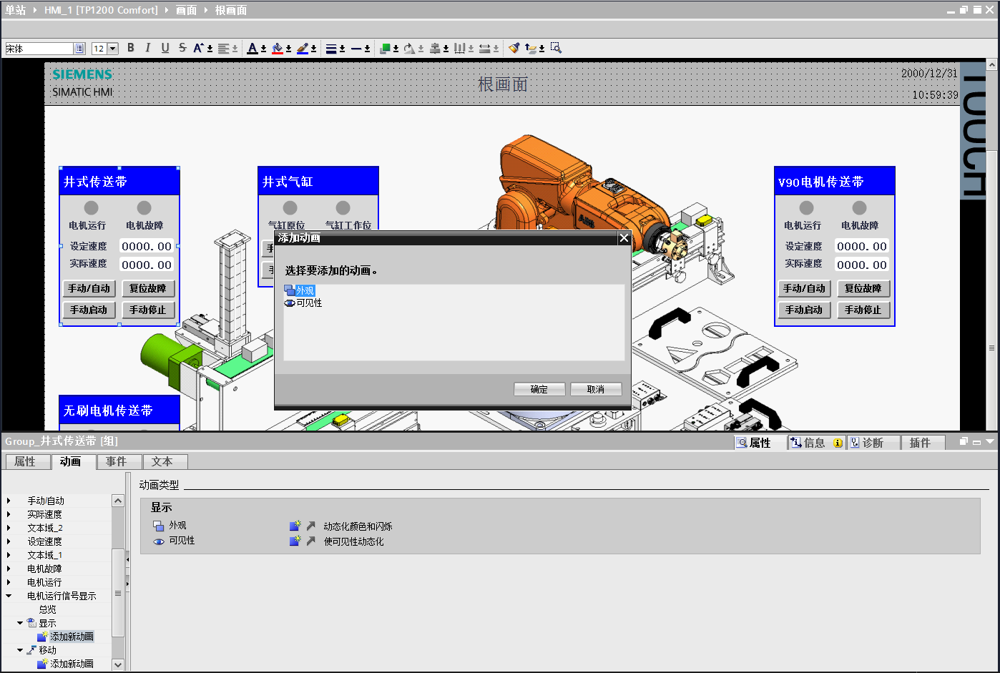 单站 HMI_1 [TP1200 Comfort] 画面 根画面
宋体 12 B I U S A A
SIEMENS
SIMATIC HMI
根画面
2000/12/31
10:59:39
TOUCH
井式传送带
电机运行 电机故障
设定速度 0000.00
实际速度 0000.00
手动/自动 复位故障
手动启动 手动停止
井式气缸
气缸原位 气缸工作位
V90电机传送带
电机运行 电机故障
设定速度 0000.00
实际速度 0000.00
手动/自动 复位故障
手动启动 手动停止
无刷电机传送带
添加动画
选择要添加的动画。
外观
可见性
确定 取消
Group_井式传送带 [组]
属性 信息 诊断 插件
属性 动画 事件 文本
手动/自动
实际速度
文本域_2
设定速度
文本域_1
电机故障
电机运行
电机运行信号显示
总览
显示
添加新动画
移动
添加新动画
动画类型
显示
外观 动态化颜色和闪烁
可见性 使可见性动态化